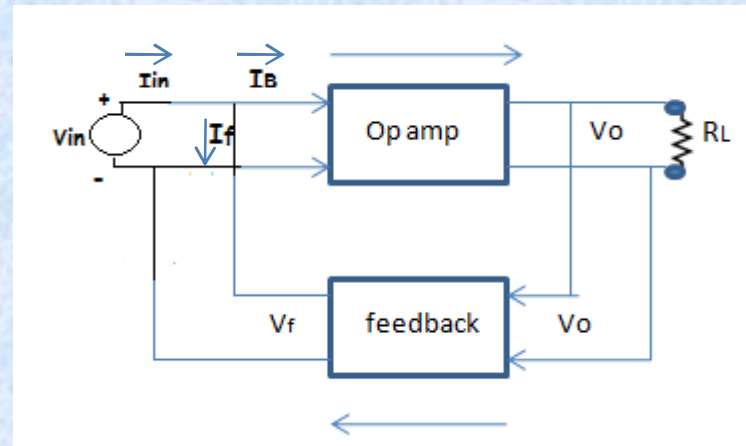 Iin IB
+
Vin If Op amp Vo RL
-
Vf feedback Vo